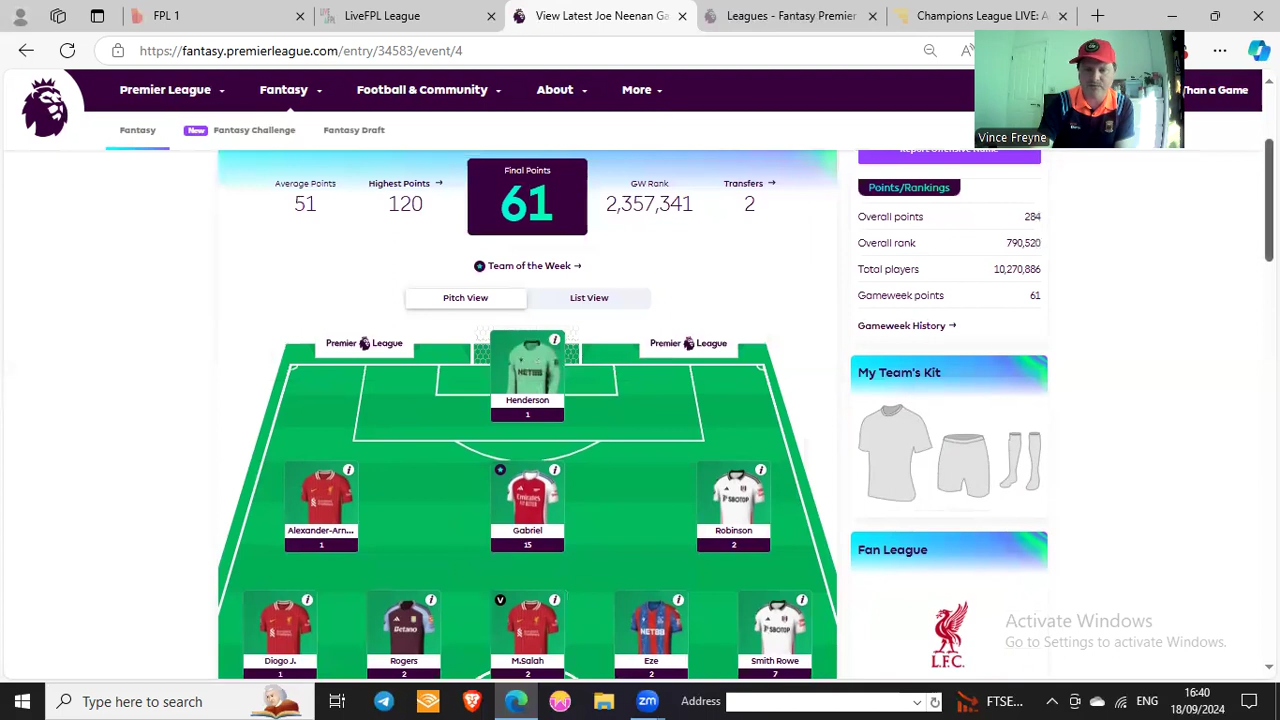 FPL 1
LiveFPL League
View Latest Joe Neenan Ga
Leagues - Fantasy Premier
Champions League LIVE:
https://fantasy.premierleague.com/entry/34583/event/4
Premier League
Fantasy
Football & Community
About
More
Than a Game
Vince Freyne
Fantasy
New
Fantasy Challenge
Fantasy Draft
Average Points
51
Highest Points →
120
Final Points
61
GW Rank
2,357,341
Transfers →
2
Team of the Week →
Pitch View
List View
Premier League
Premier League
Henderson
1
Alexander-Arn...
1
Gabriel
15
Robinson
2
Diogo J.
1
Rogers
2
V
M.Salah
2
Eze
2
Smith Rowe
7
Points/Rankings
Overall points 284
Overall rank 790,520
Total players 10,270,886
Gameweek points 61
Gameweek History →
My Team's Kit
Fan League
L.F.C.
Activate Windows
Go to Settings to activate Windows.
Type here to search
Address
FTSE...
ENG
16:40
18/09/2024